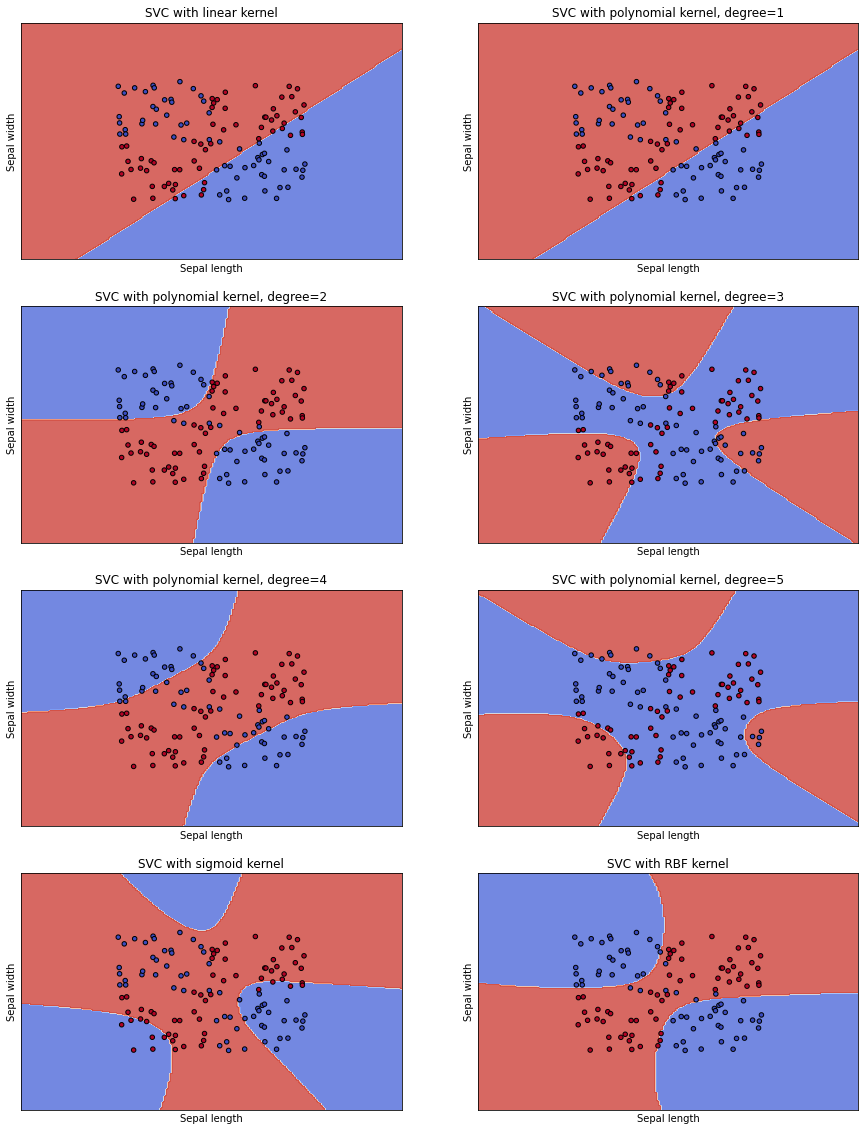 SVC with linear kernel
Sepal width
Sepal length
SVC with polynomial kernel, degree=1
Sepal width
Sepal length
SVC with polynomial kernel, degree=2
Sepal width
Sepal length
SVC with polynomial kernel, degree=3
Sepal width
Sepal length
SVC with polynomial kernel, degree=4
Sepal width
Sepal length
SVC with polynomial kernel, degree=5
Sepal width
Sepal length
SVC with sigmoid kernel
Sepal width
Sepal length
SVC with RBF kernel
Sepal width
Sepal length